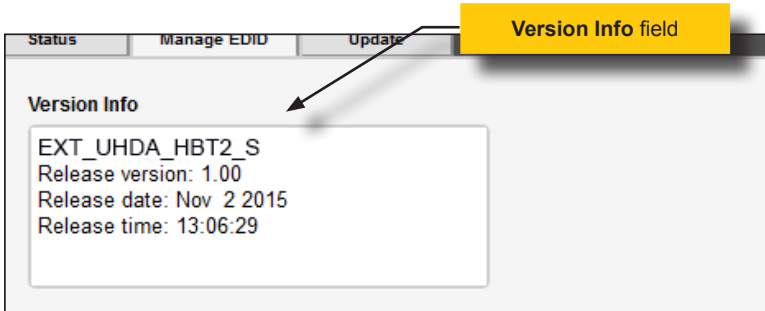 Version Info field
Status Manage EDID Update
Version Info
EXT_UHDA_HBT2_S
Release version: 1.00
Release date: Nov  2 2015
Release time: 13:06:29